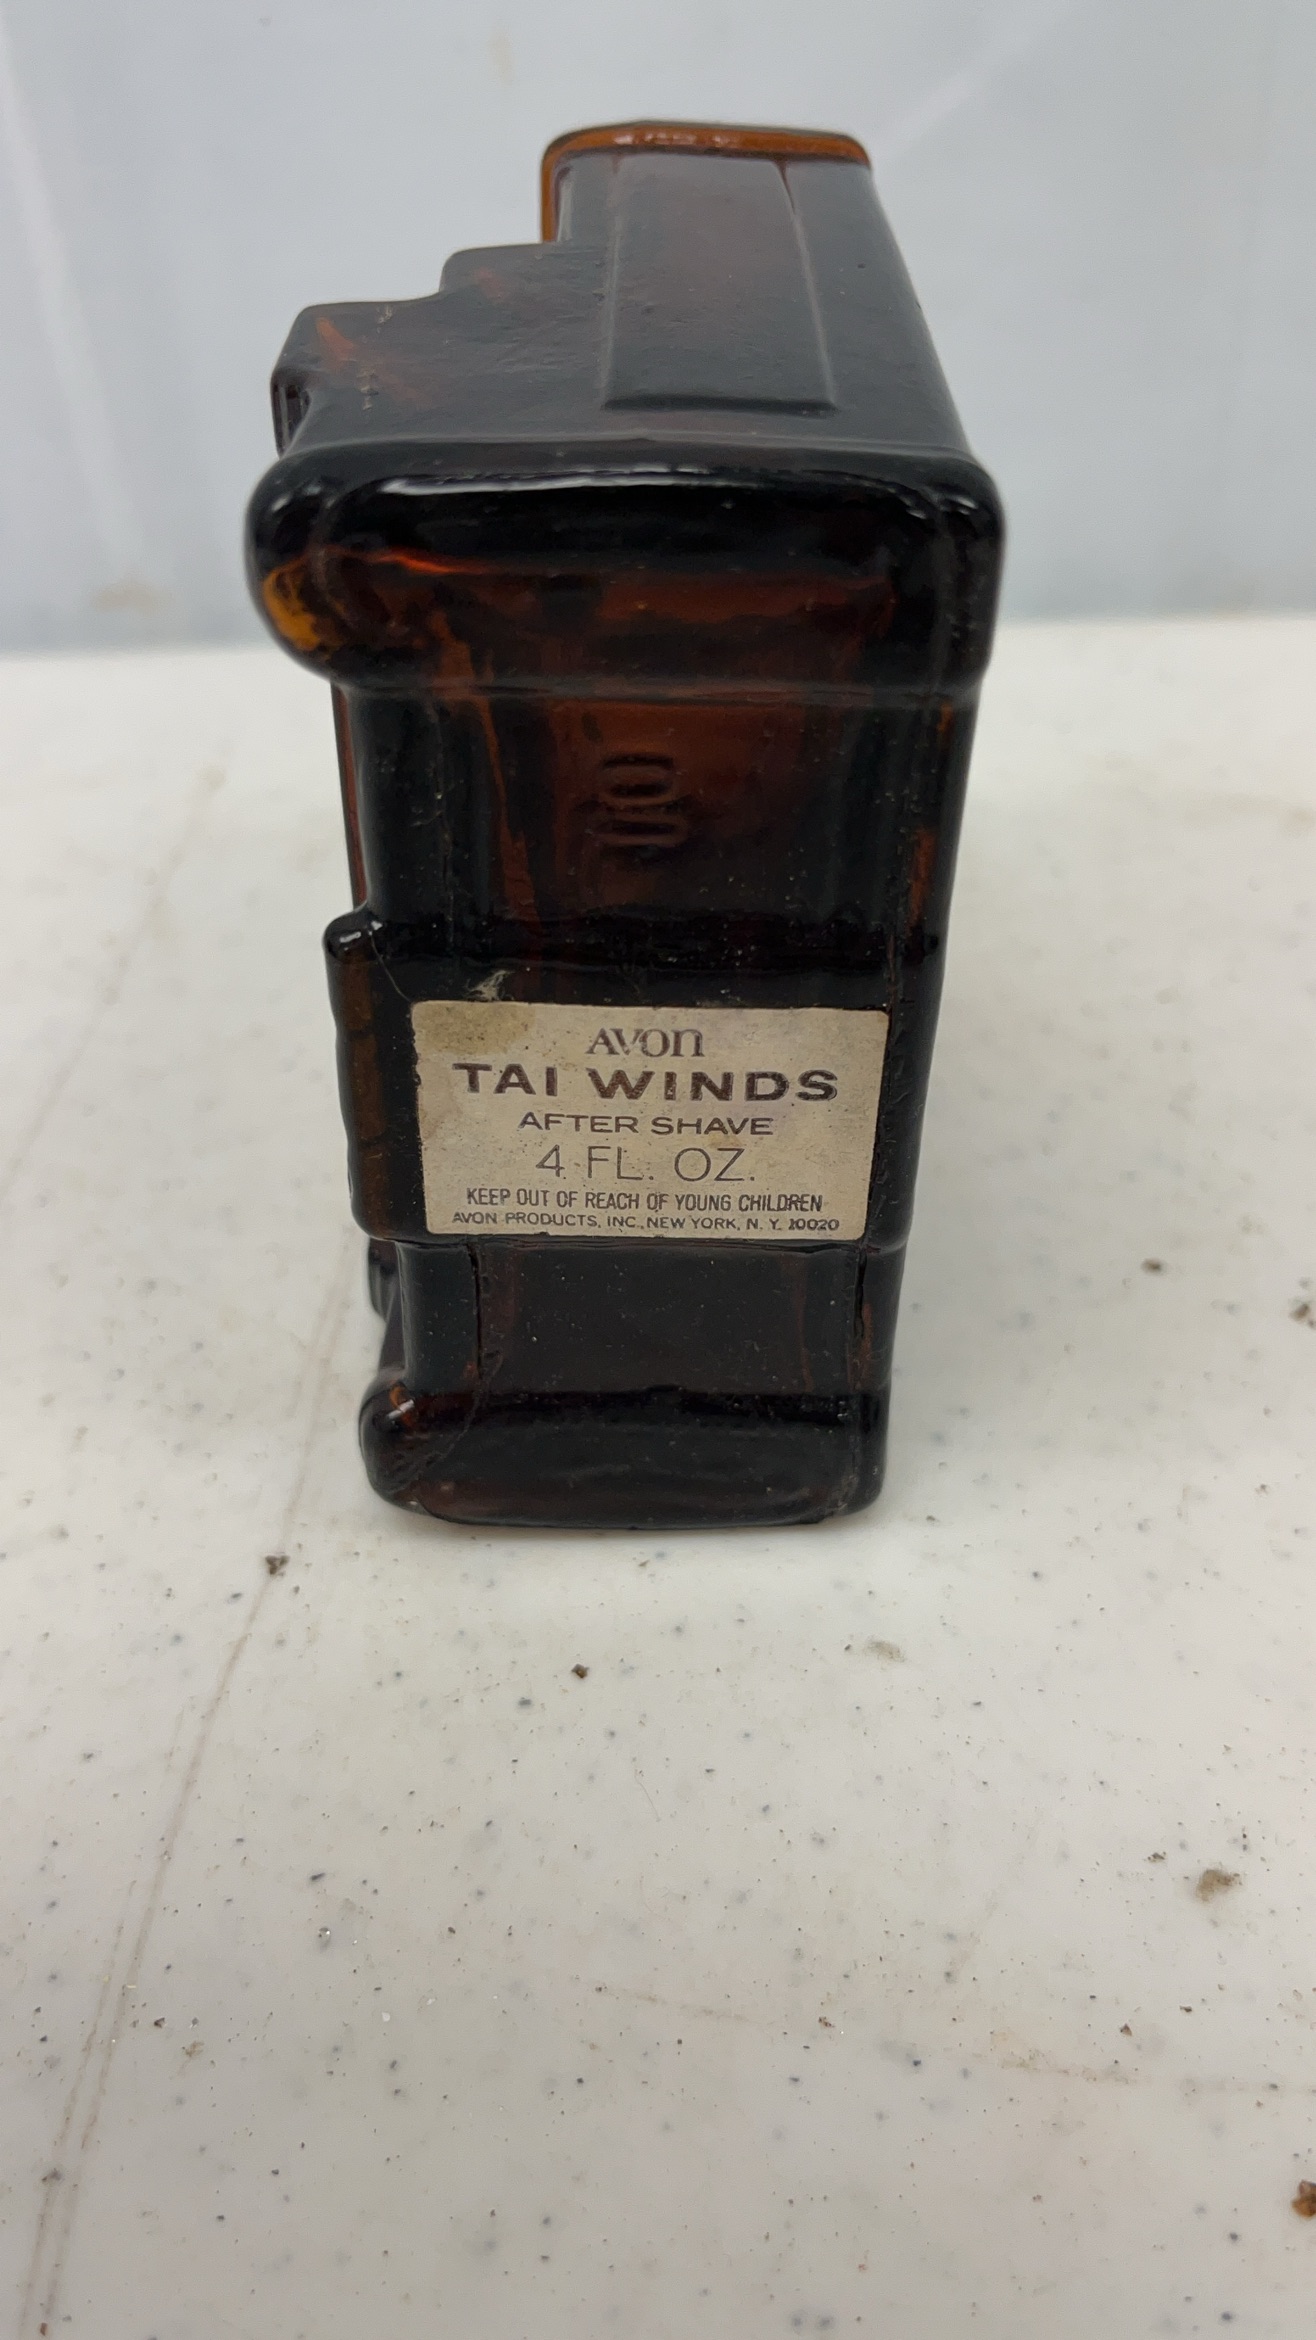 AVON
TAI WINDS
AFTER SHAVE
4 FL. OZ.
KEEP OUT OF REACH OF YOUNG CHILDREN
AVON PRODUCTS, INC., NEW YORK, N. Y. 10020